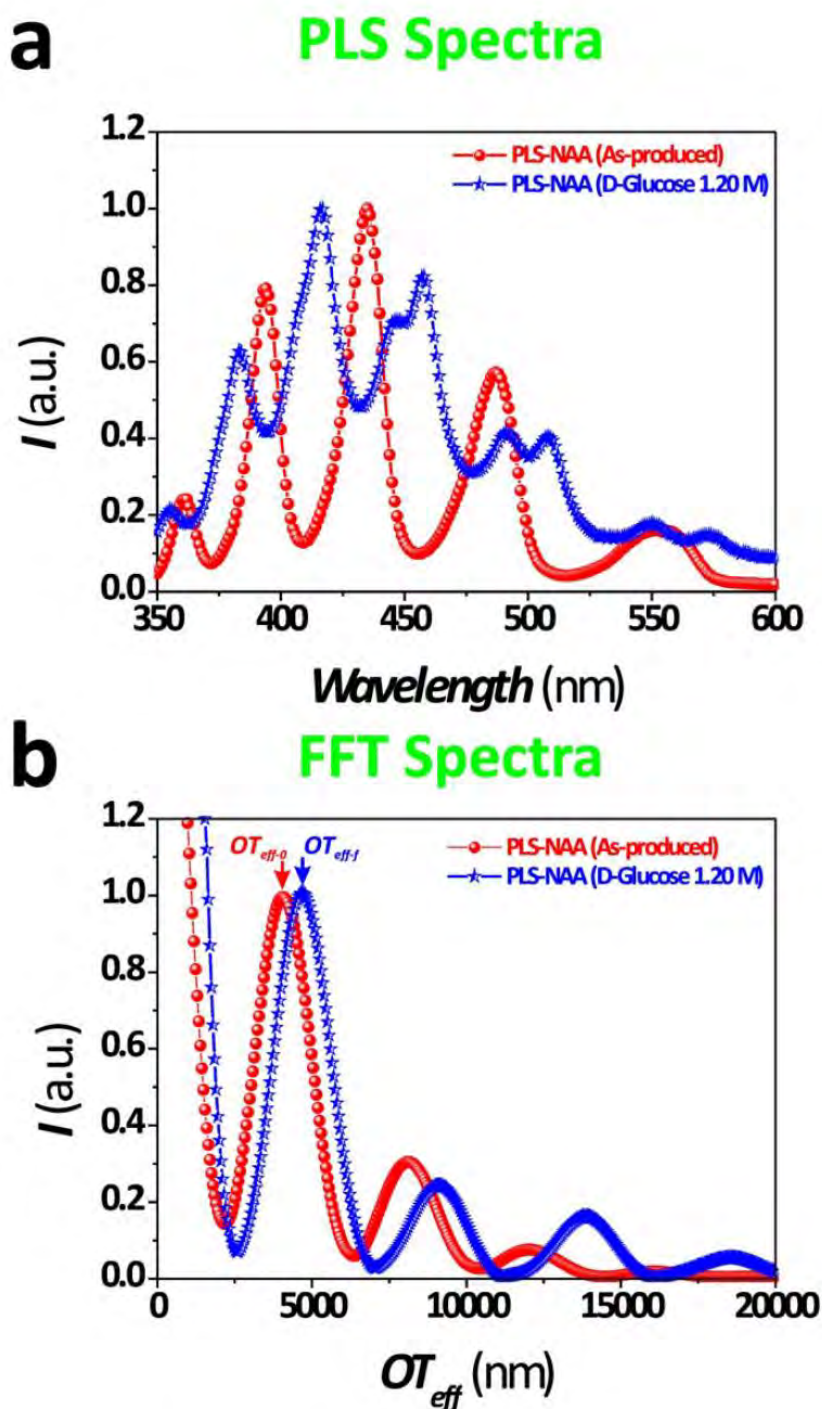 a
PLS Spectra
1.2
1.0
0.8
0.6
0.4
0.2
0.0
I (a.u.)
PLS-NAA (As-produced)
PLS-NAA (D-Glucose 1.20 M)
350 400 450 500 550 600
Wavelength (nm)
b
FFT Spectra
1.2
1.0
0.8
0.6
0.4
0.2
0.0
I (a.u.)
OTeff-0 OTeff-f
PLS-NAA (As-produced)
PLS-NAA (D-Glucose 1.20 M)
0 5000 10000 15000 20000
OTeff (nm)